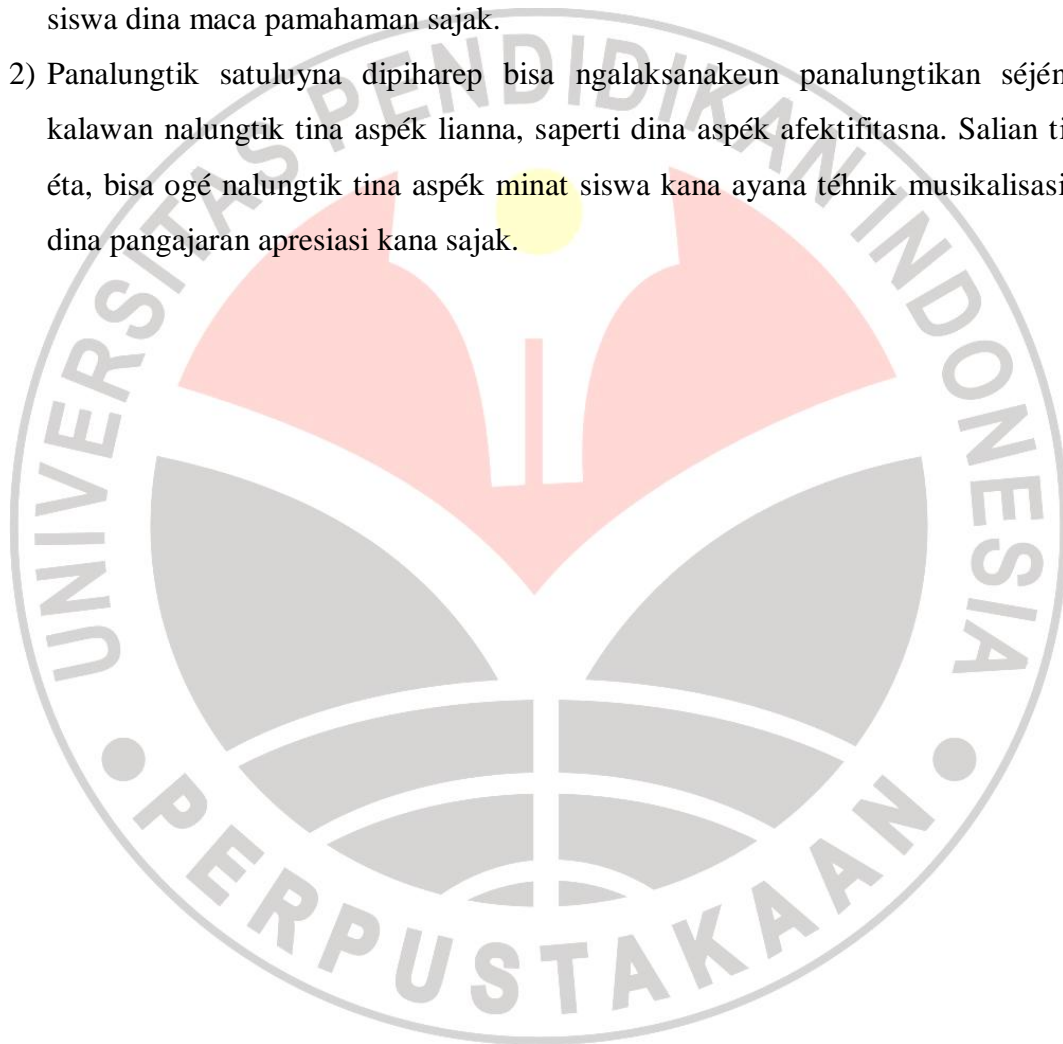 siswa dina maca pamahaman sajak.
2) Panalungtik satuluyna dipiharep bisa ngalaksanakeun panalungtikan séjén
kalawan nalungtik tina aspék lianna, saperti dina aspék afektifitasna. Salian ti
éta, bisa ogé nalungtik tina aspék minat siswa kana ayana téhnik musikalisasi
dina pangajaran apresiasi kana sajak.
UNIVERSITAS PENDIDIKAN INDONESIA
PERPUSTAKAAN